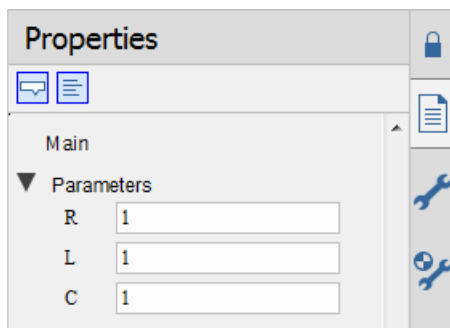 Properties
Main
Parameters
R 1
L 1
C 1